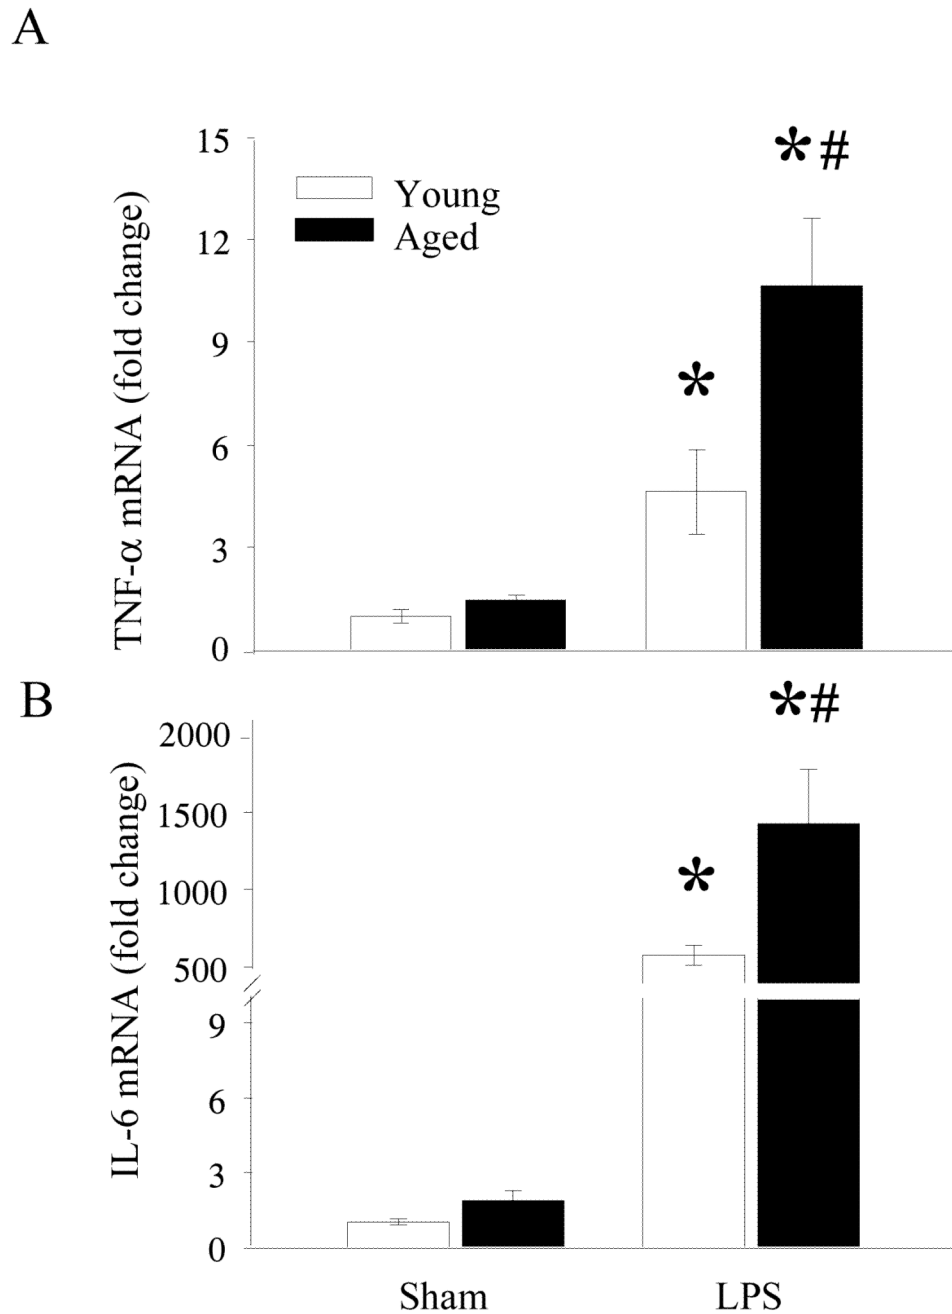 A
TNF-α mRNA (fold change)
15
12
9
6
3
0
Young
Aged
*
*#
B
IL-6 mRNA (fold change)
2000
1500
1000
500
9
6
3
0
*
*#
Sham
LPS